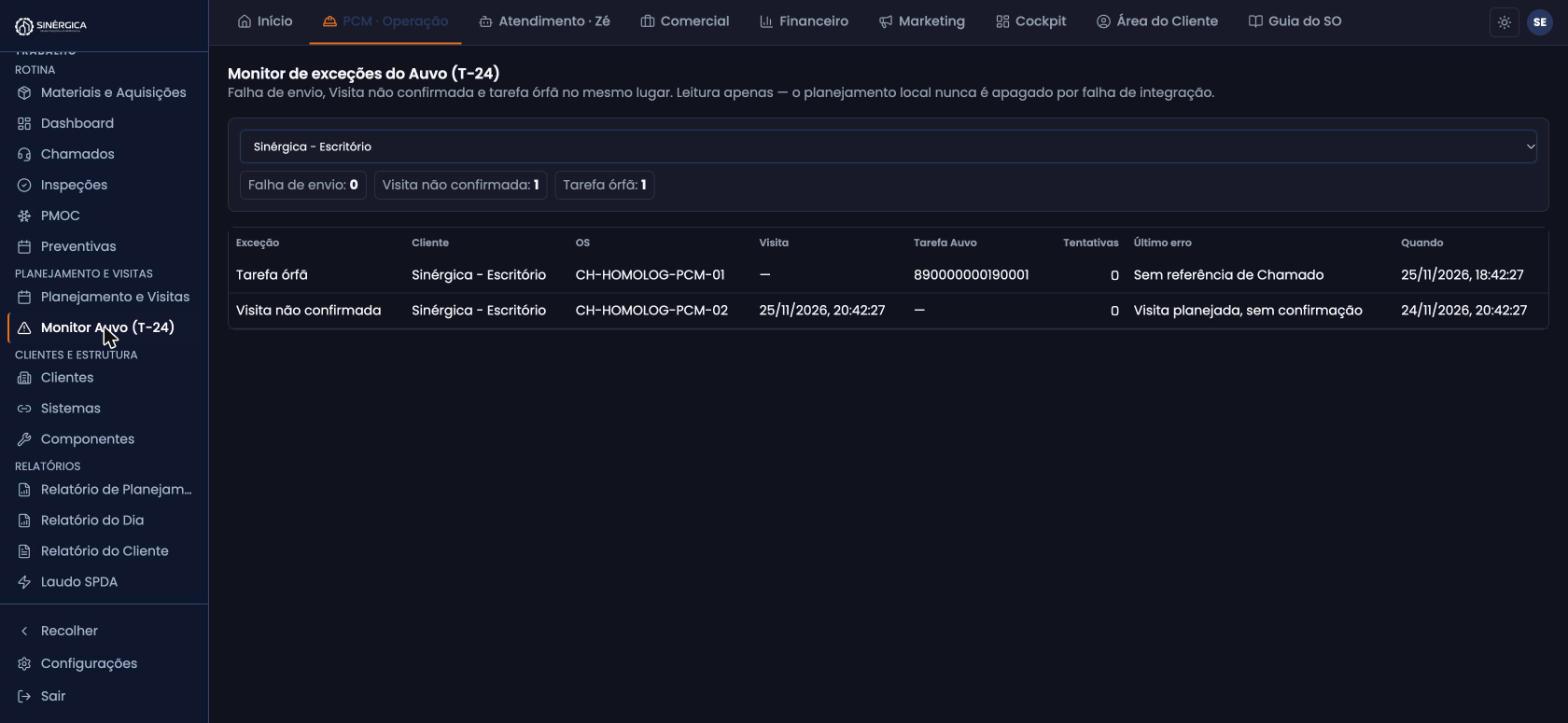 SINÉRGICA
Início
PCM · Operação
Atendimento · Zé
Comercial
Financeiro
Marketing
Cockpit
Área do Cliente
Guia do SO
SE
TRABALHO
ROTINA
Materiais e Aquisições
Dashboard
Chamados
Inspeções
PMOC
Preventivas
PLANEJAMENTO E VISITAS
Planejamento e Visitas
Monitor Auvo (T-24)
CLIENTES E ESTRUTURA
Clientes
Sistemas
Componentes
RELATÓRIOS
Relatório de Planejam...
Relatório do Dia
Relatório do Cliente
Laudo SPDA
Recolher
Configurações
Sair
Monitor de exceções do Auvo (T-24)
Falha de envio, Visita não confirmada e tarefa órfã no mesmo lugar. Leitura apenas — o planejamento local nunca é apagado por falha de integração.
Sinérgica - Escritório
Falha de envio: 0 Visita não confirmada: 1 Tarefa órfã: 1
Exceção Cliente OS Visita Tarefa Auvo Tentativas Último erro Quando
Tarefa órfã Sinérgica - Escritório CH-HOMOLOG-PCM-01 — 890000000190001 0 Sem referência de Chamado 25/11/2026, 18:42:27
Visita não confirmada Sinérgica - Escritório CH-HOMOLOG-PCM-02 25/11/2026, 20:42:27 — 0 Visita planejada, sem confirmação 24/11/2026, 20:42:27